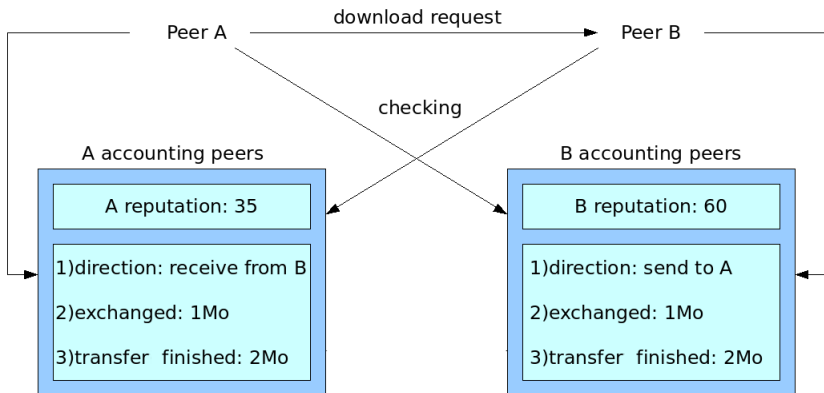 download request
Peer A
Peer B
checking
A accounting peers
B accounting peers
A reputation: 35
B reputation: 60
1)direction: receive from B
2)exchanged: 1Mo
3)transfer  finished: 2Mo
1)direction: send to A
2)exchanged: 1Mo
3)transfer  finished: 2Mo